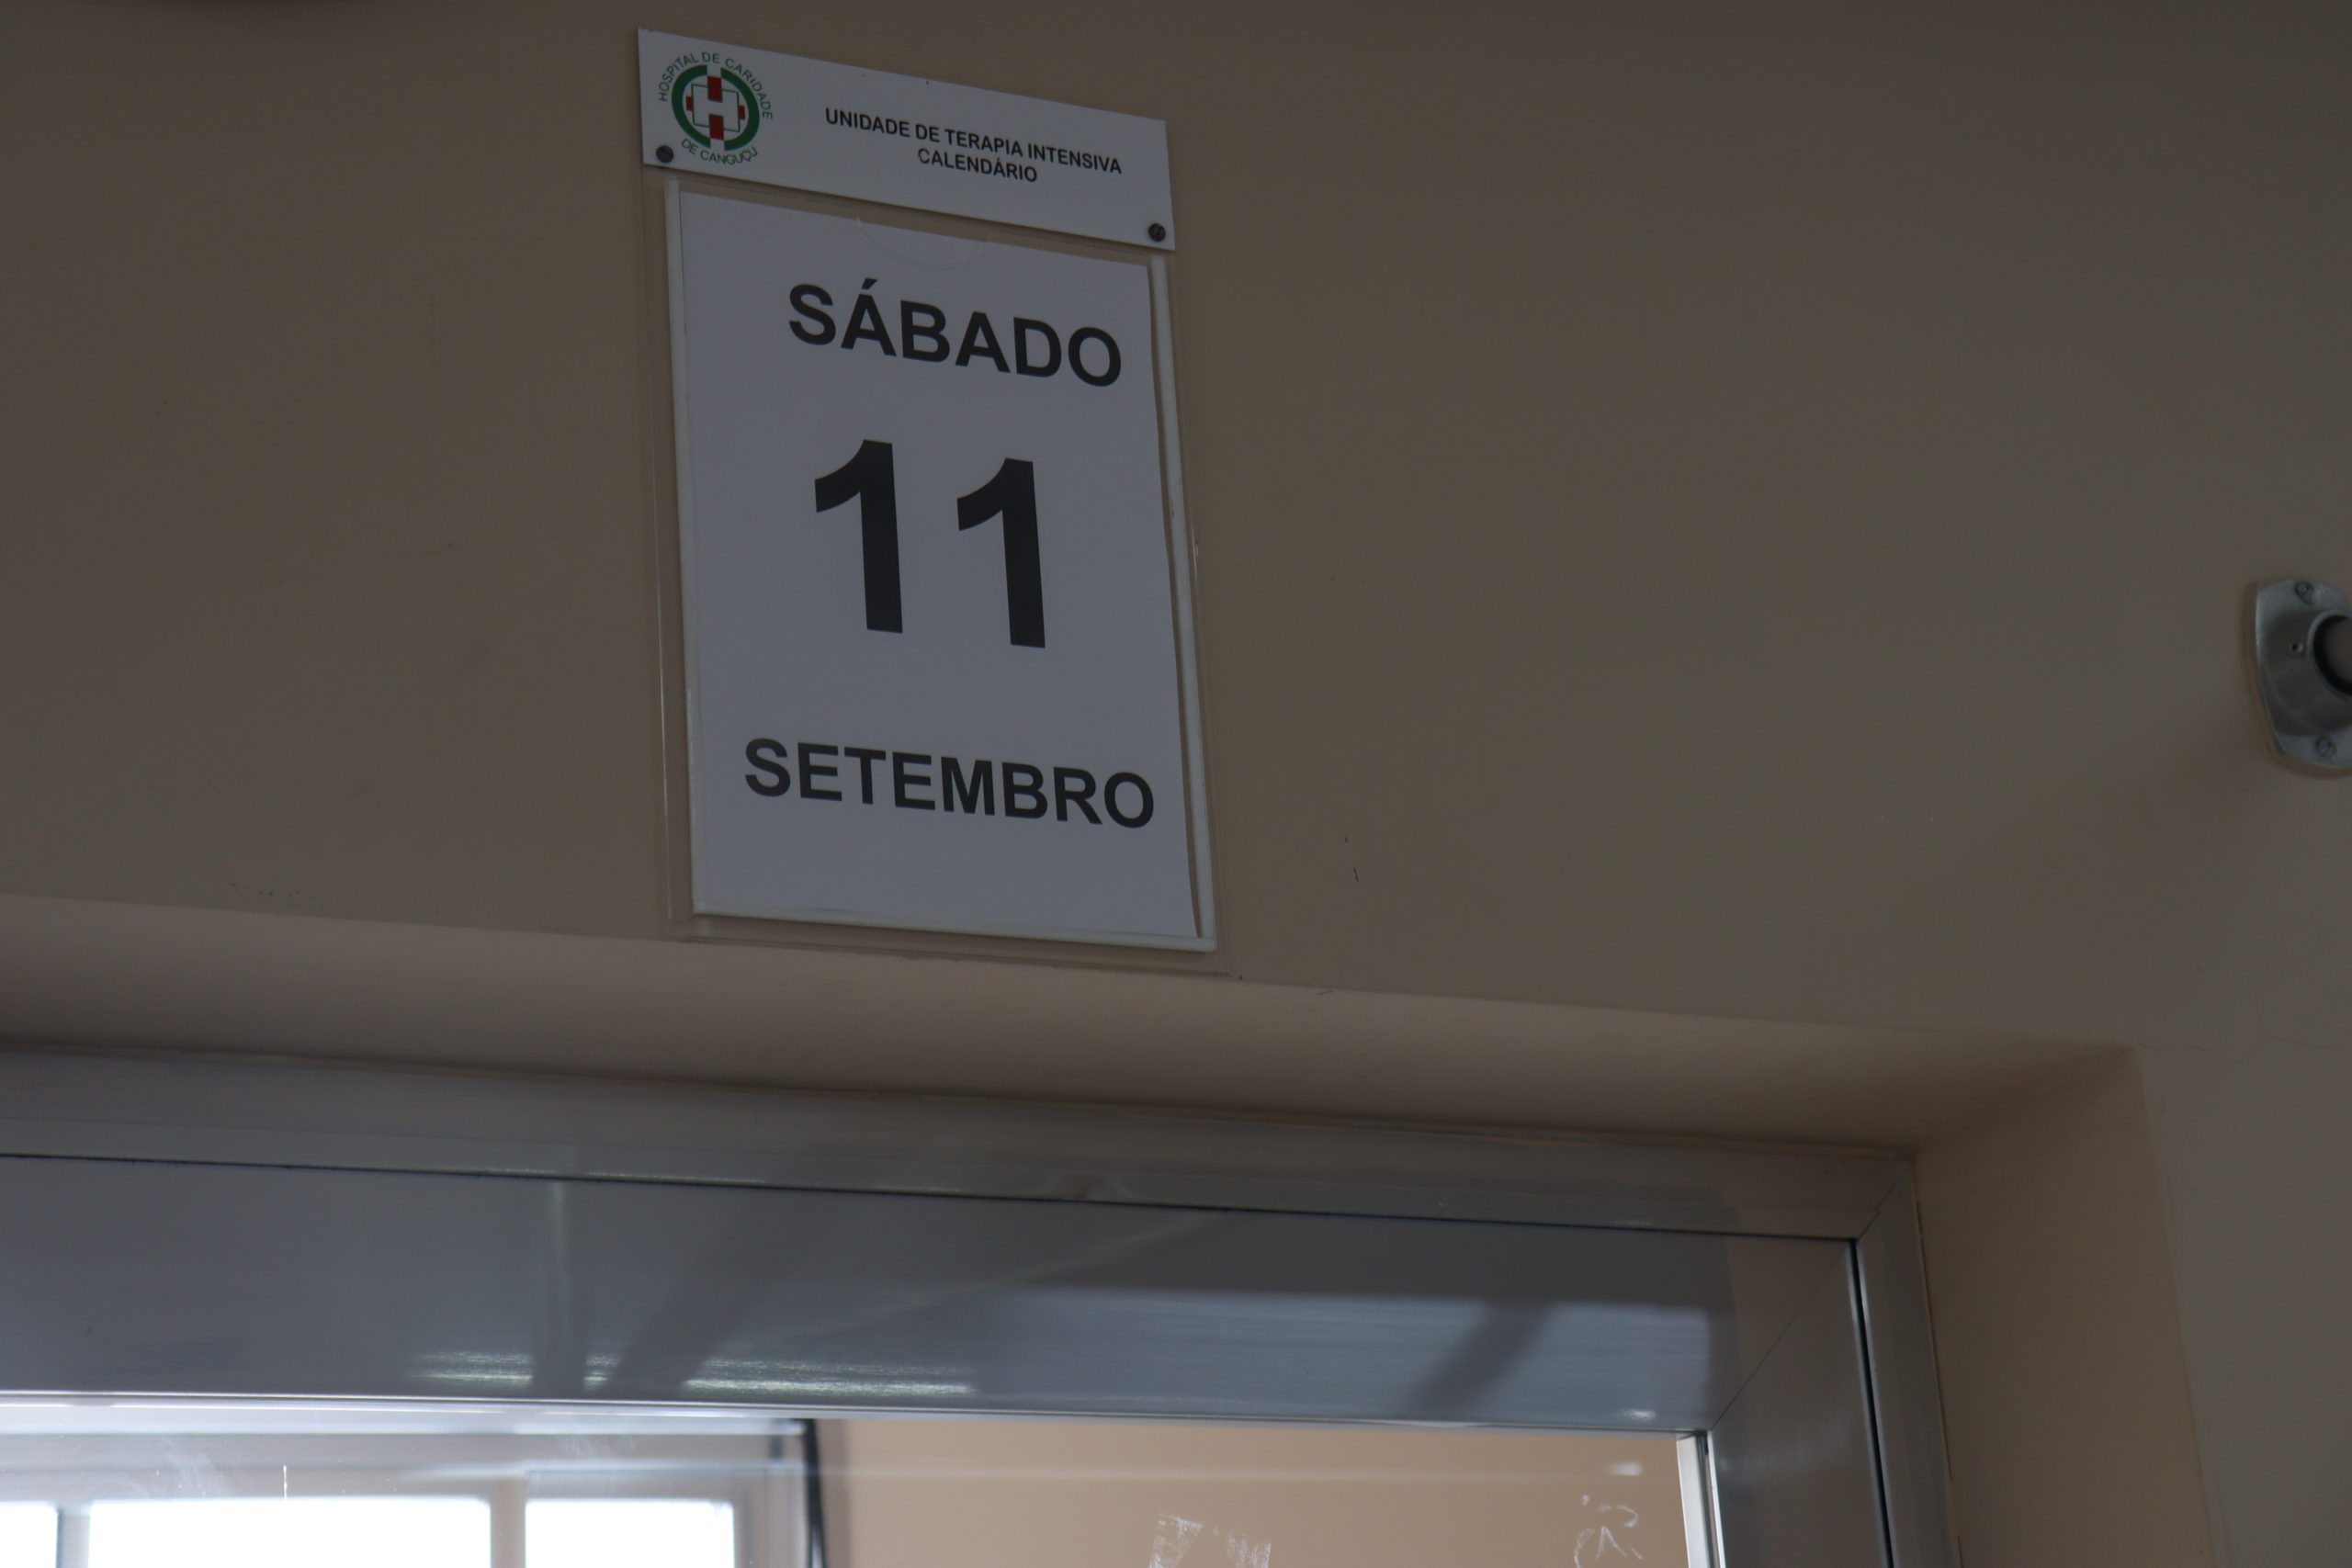 HOSPITAL DE CARIDADE
DE CANGUÇU
UNIDADE DE TERAPIA INTENSIVA
CALENDÁRIO
SÁBADO
11
SETEMBRO